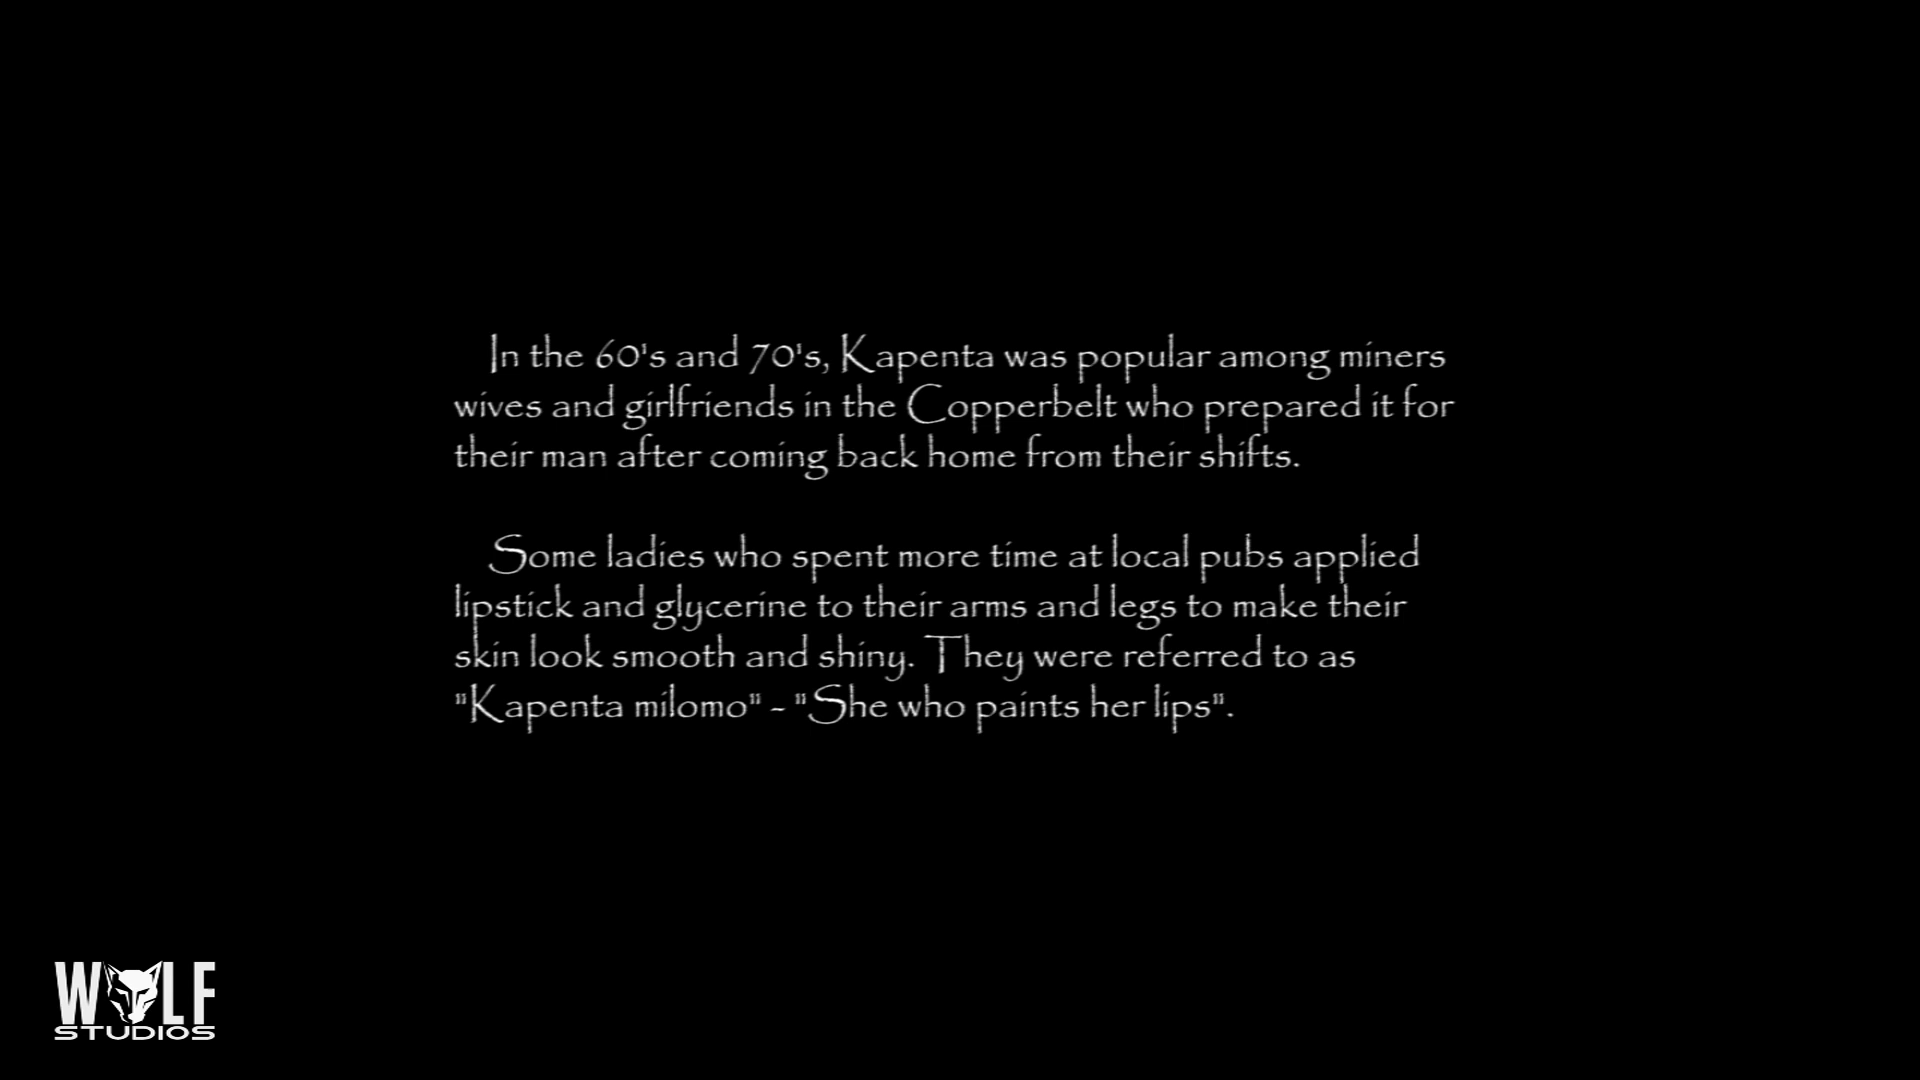 In the 60's and 70's, Kapenta was popular among miners
wives and girlfriends in the Copperbelt who prepared it for
their man after coming back home from their shifts.
Some ladies who spent more time at local pubs applied
lipstick and glycerine to their arms and legs to make their
skin look smooth and shiny. They were referred to as
"Kapenta milomo" - "She who paints her lips".
WOLF
STUDIOS